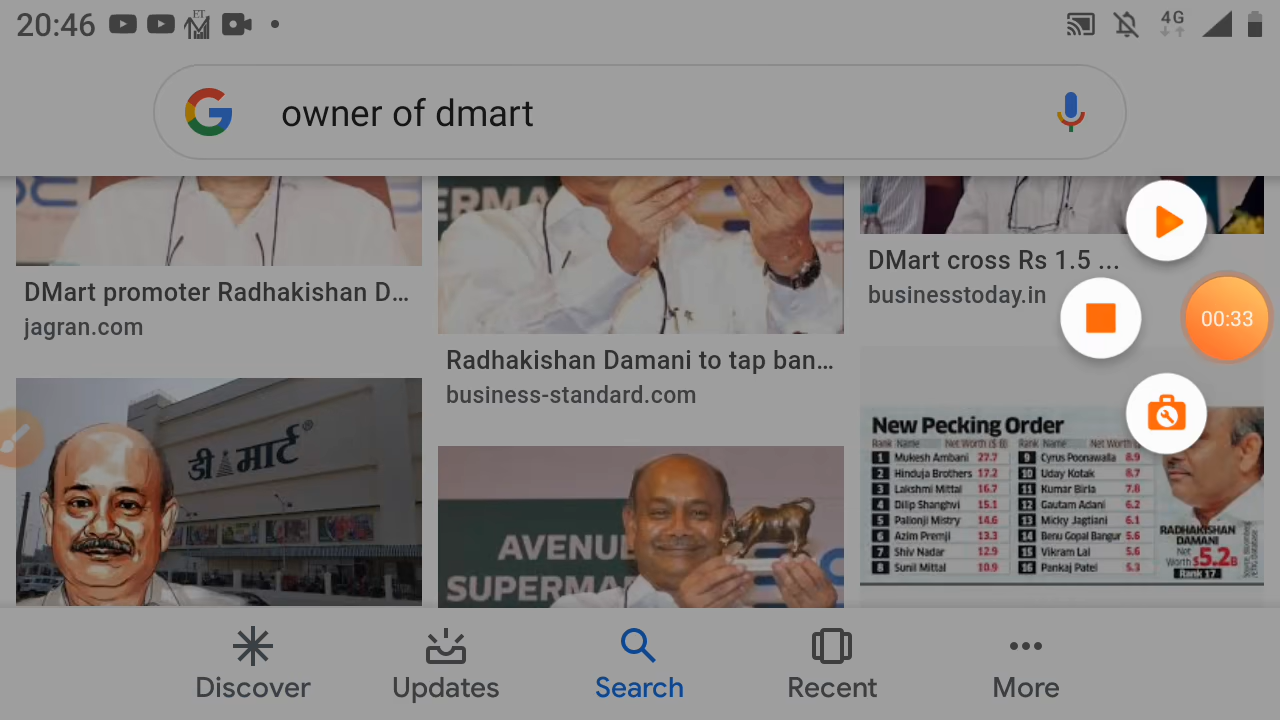 20:46
ET
4G
owner of dmart
DMart promoter Radhakishan D...
jagran.com
ERMA
Radhakishan Damani to tap ban...
business-standard.com
DMart cross Rs 1.5 ...
businesstoday.in
00:33
डी मार्ट®
AVENUE
SUPERMA
New Pecking Order
Rank Name Net Worth ($ B) Rank Name Net Worth
1 Mukesh Ambani 27.7 9 Cyrus Poonawalla 8.9
2 Hinduja Brothers 17.2 10 Uday Kotak 8.7
3 Lakshmi Mittal 16.7 11 Kumar Birla 7.8
4 Dilip Shanghvi 15.1 12 Gautam Adani 6.2
5 Pallonji Mistry 14.6 13 Micky Jagtiani 6.1
6 Azim Premji 13.3 14 Benu Gopal Bangur 5.6
7 Shiv Nadar 12.9 15 Vikram Lal 5.6
8 Sunil Mittal 10.9 16 Pankaj Patel 5.3
RADHAKISHAN
DAMANI
Net
Worth $5.2B
Rank 17
Discover
Updates
Search
Recent
More